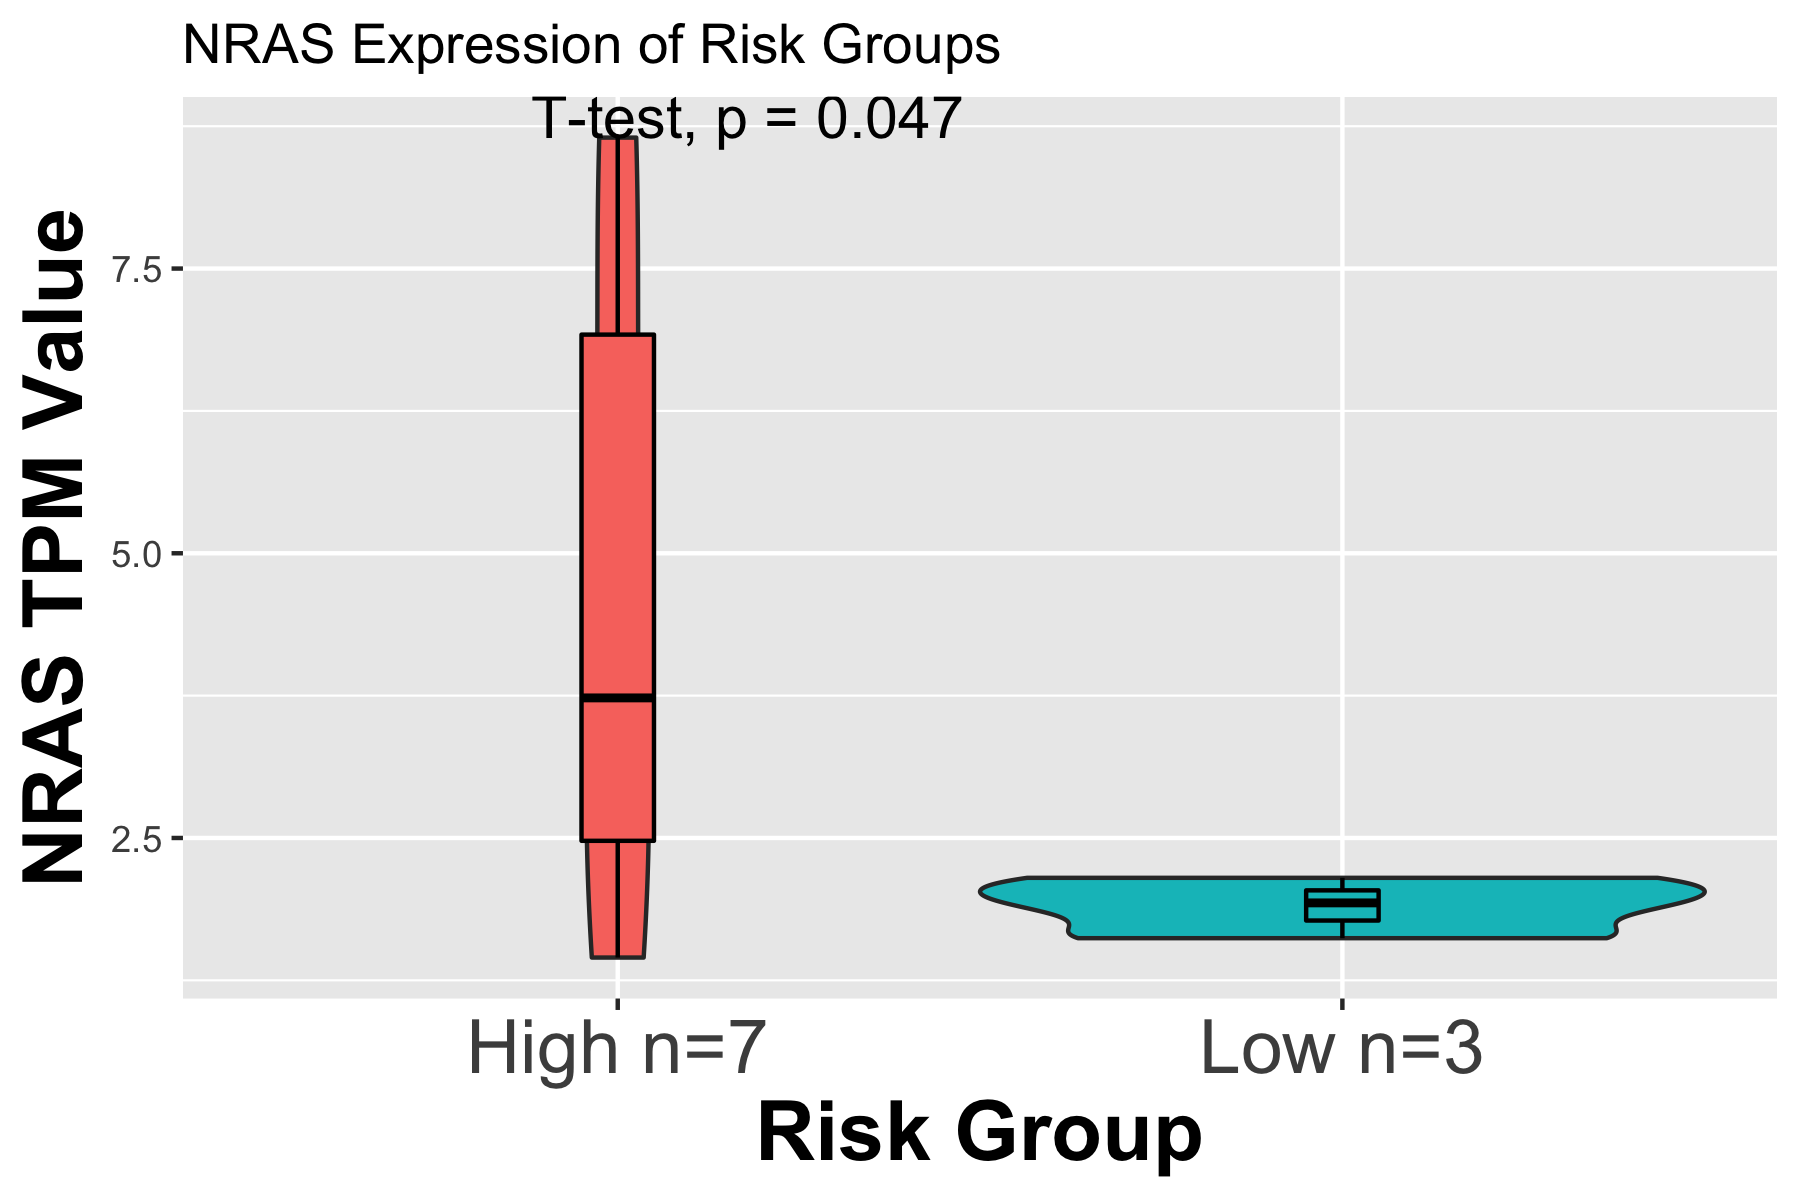 NRAS Expression of Risk Groups
T-test, p = 0.047
NRAS TPM Value
7.5
5.0
2.5
High n=7
Low n=3
Risk Group